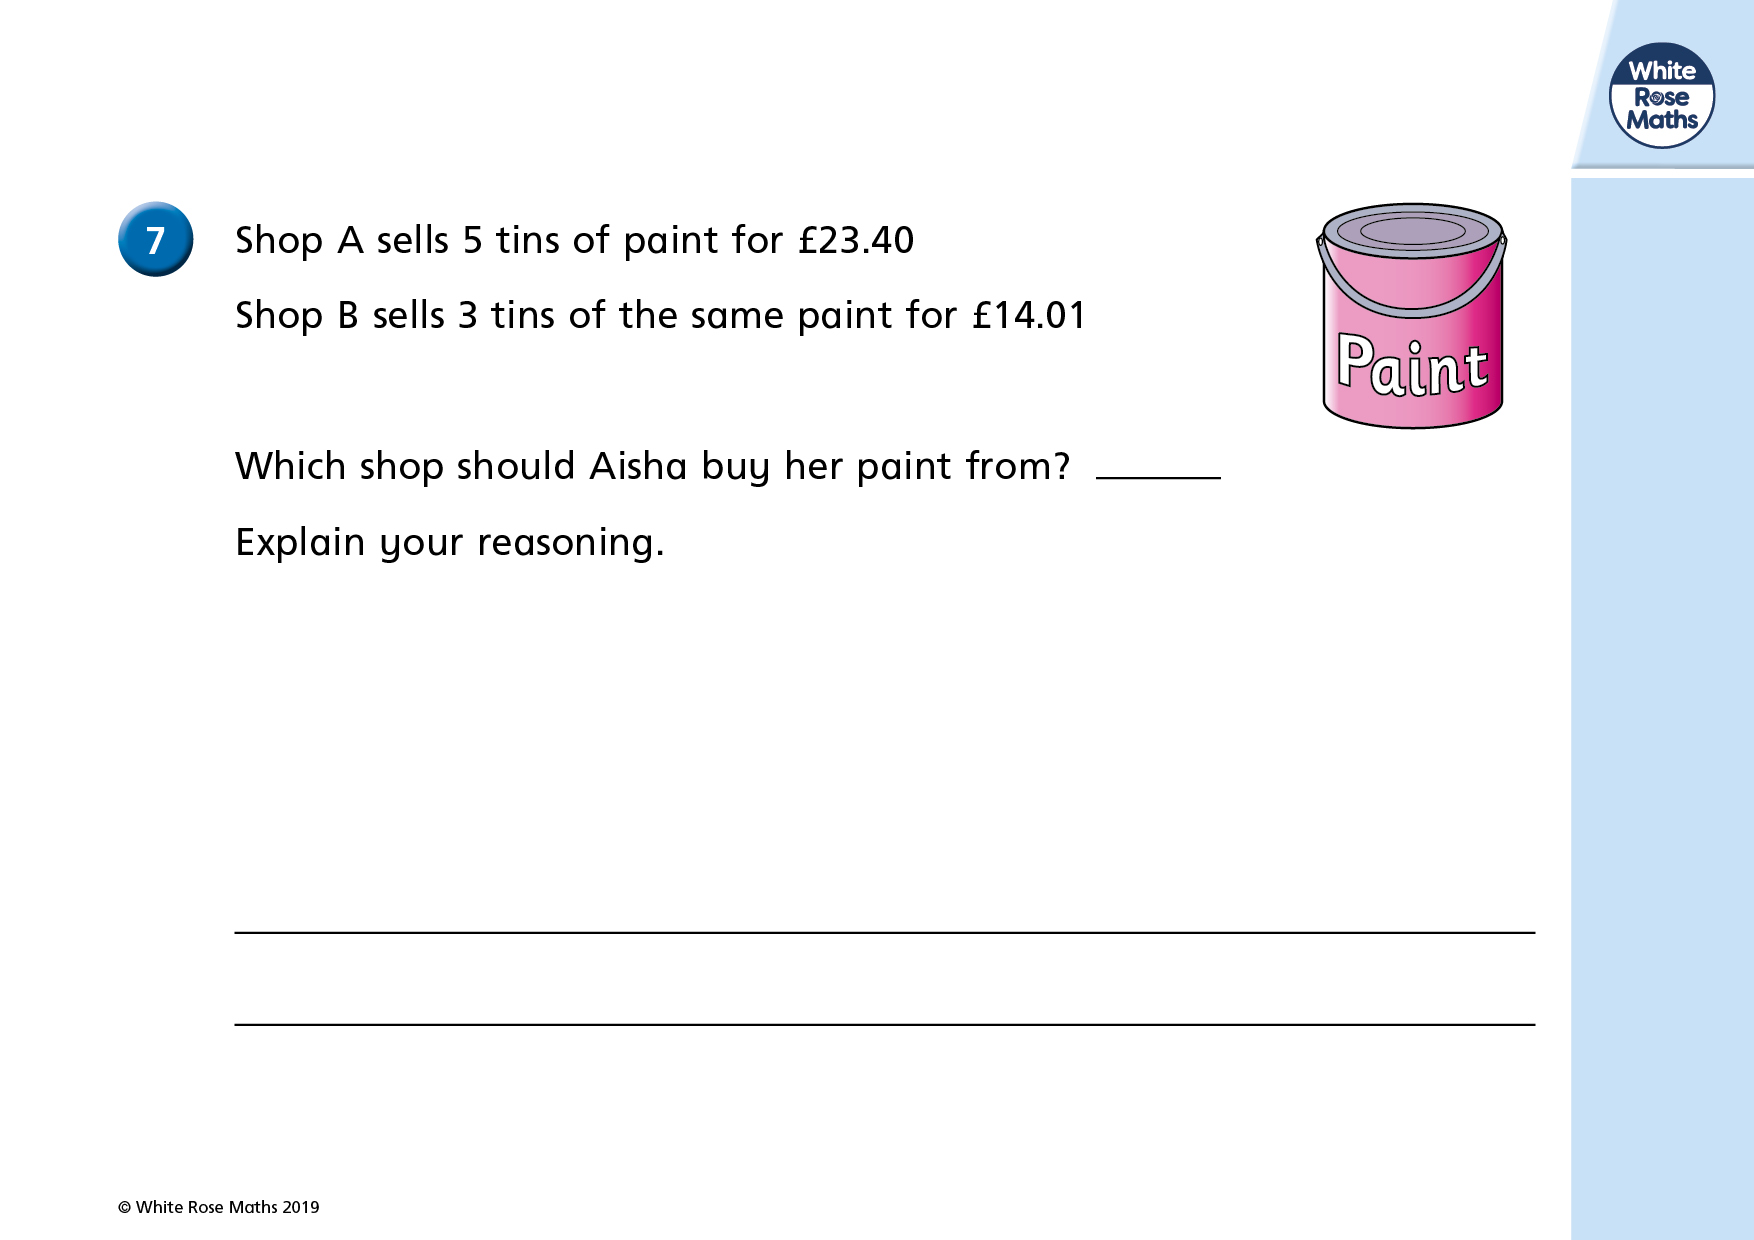 White
Rose
Maths
7
Shop A sells 5 tins of paint for £23.40
Shop B sells 3 tins of the same paint for £14.01
Paint
Which shop should Aisha buy her paint from?
Explain your reasoning.
© White Rose Maths 2019